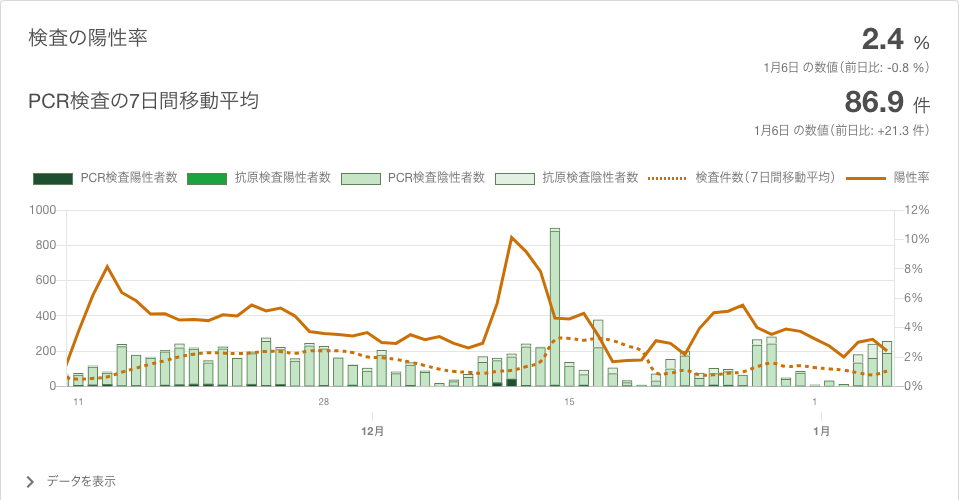 検査の陽性率
2.4 %
1月6日 の数値（前日比: -0.8 %）
PCR検査の7日間移動平均
86.9 件
1月6日 の数値（前日比: +21.3 件）
PCR検査陽性者数 抗原検査陽性者数 PCR検査陰性者数 抗原検査陰性者数 検査件数（7日間移動平均） 陽性率
1000 12%
10%
800
8%
600
6%
400
4%
200 2%
0 0%
11 28 15 1
12月 1月
データを表示